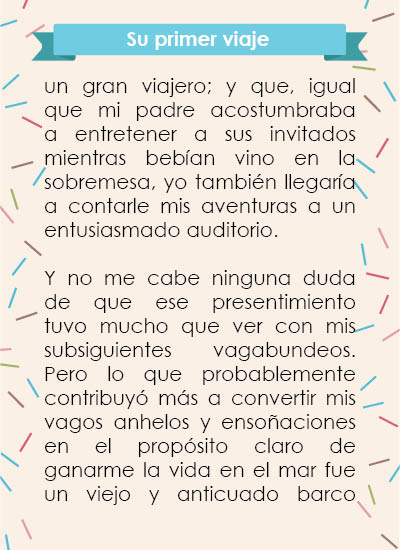 Su primer viaje
un gran viajero; y que, igual
que mi padre acostumbraba
a entretener a sus invitados
mientras bebían vino en la
sobremesa, yo también llegaría
a contarle mis aventuras a un
entusiasmado auditorio.
Y no me cabe ninguna duda
de que ese presentimiento
tuvo mucho que ver con mis
subsiguientes vagabundeos.
Pero lo que probablemente
contribuyó más a convertir mis
vagos anhelos y ensoñaciones
en el propósito claro de
ganarme la vida en el mar fue
un viejo y anticuado barco